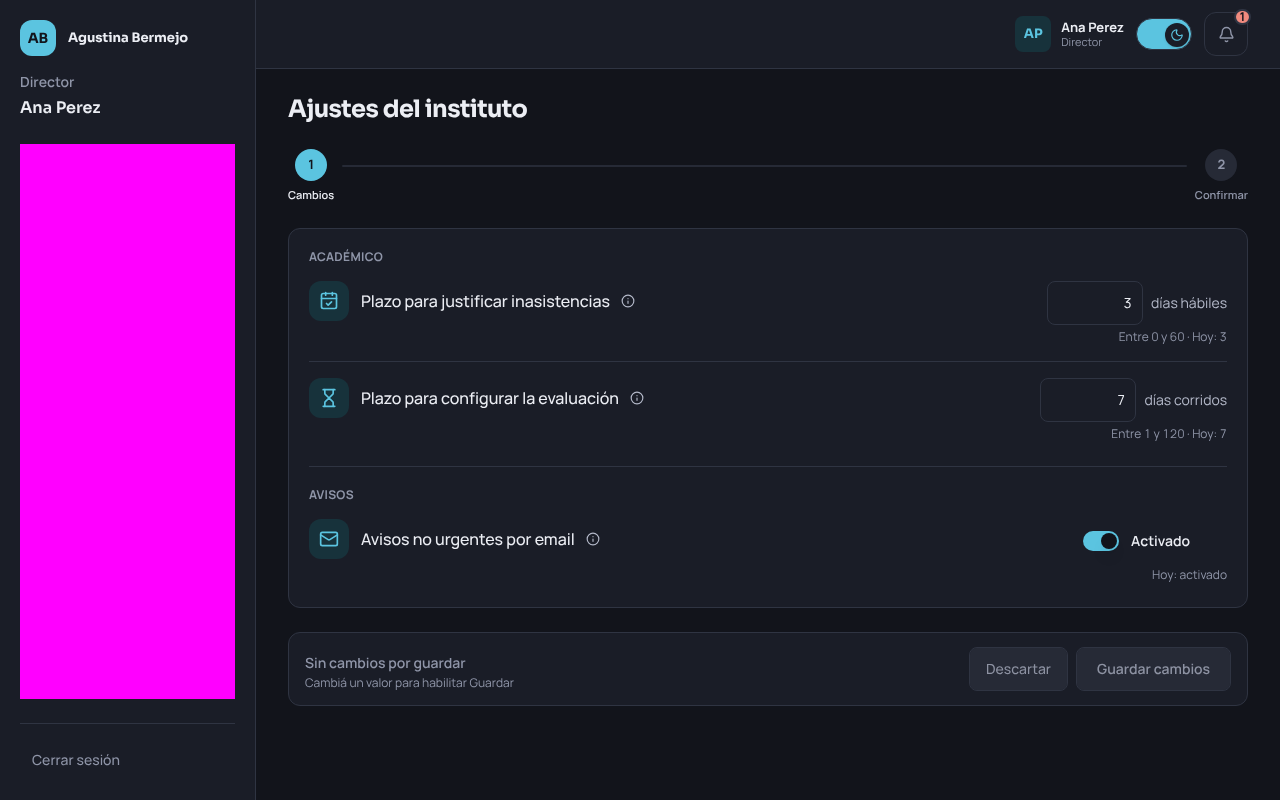 AB
Agustina Bermejo
Director
Ana Perez
Cerrar sesión
AP
Ana Perez
Director
1
Ajustes del instituto
1
Cambios
2
Confirmar
ACADÉMICO
Plazo para justificar inasistencias
3
días hábiles
Entre 0 y 60 · Hoy: 3
Plazo para configurar la evaluación
7
días corridos
Entre 1 y 120 · Hoy: 7
AVISOS
Avisos no urgentes por email
Activado
Hoy: activado
Sin cambios por guardar
Cambiá un valor para habilitar Guardar
Descartar
Guardar cambios